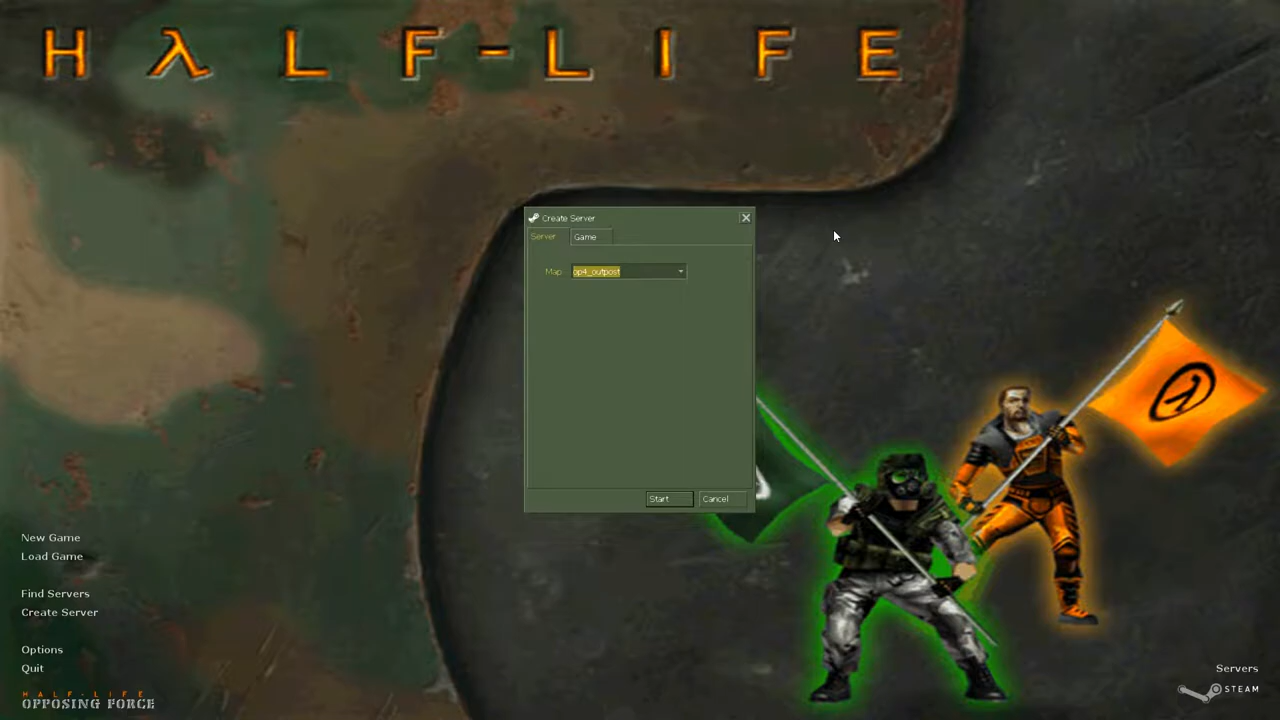 HλLF-LIFE
Create Server
Server
Game
Map
op4_outpost
Start
Cancel
New Game
Load Game
Find Servers
Create Server
Options
Quit
HALF-LIFE
OPPOSING FORCE
Servers
STEAM